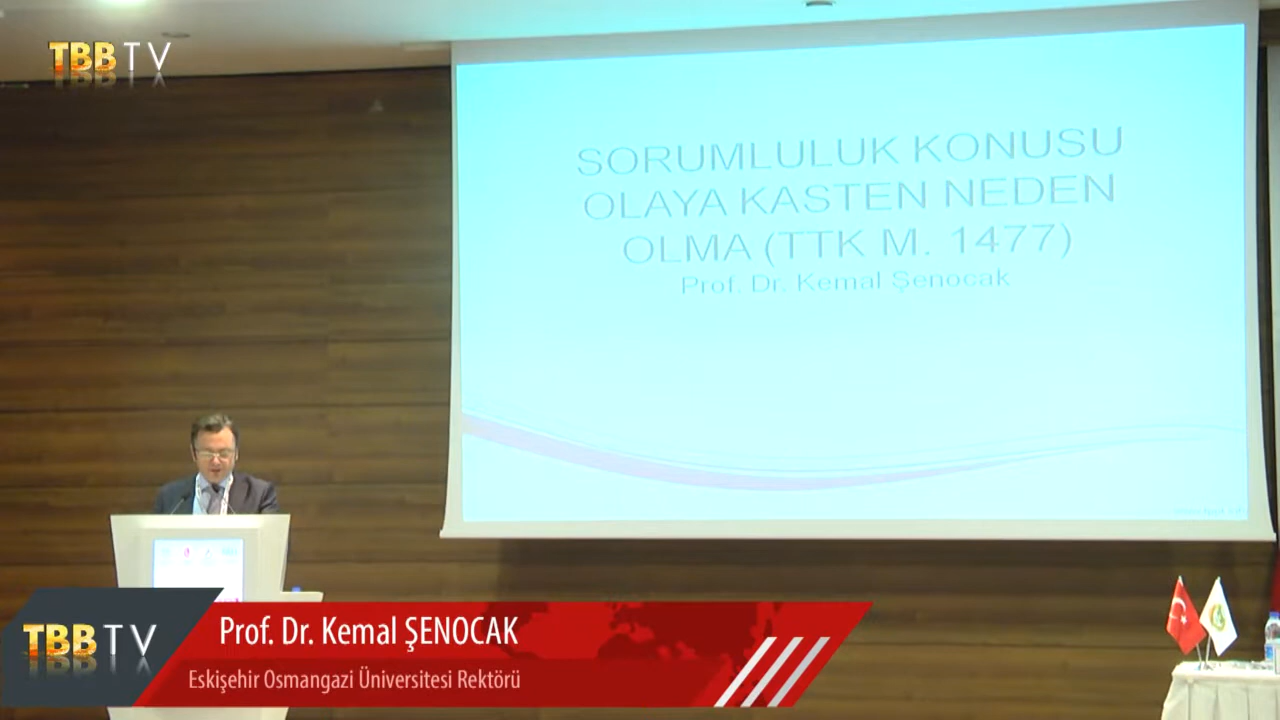 TBB TV
SORUMLULUK KONUSU
OLAYA KASTEN NEDEN
OLMA (TTK M. 1477)
Prof. Dr. Kemal Şenocak
TBB TV
Prof. Dr. Kemal ŞENOCAK
Eskişehir Osmangazi Üniversitesi Rektörü